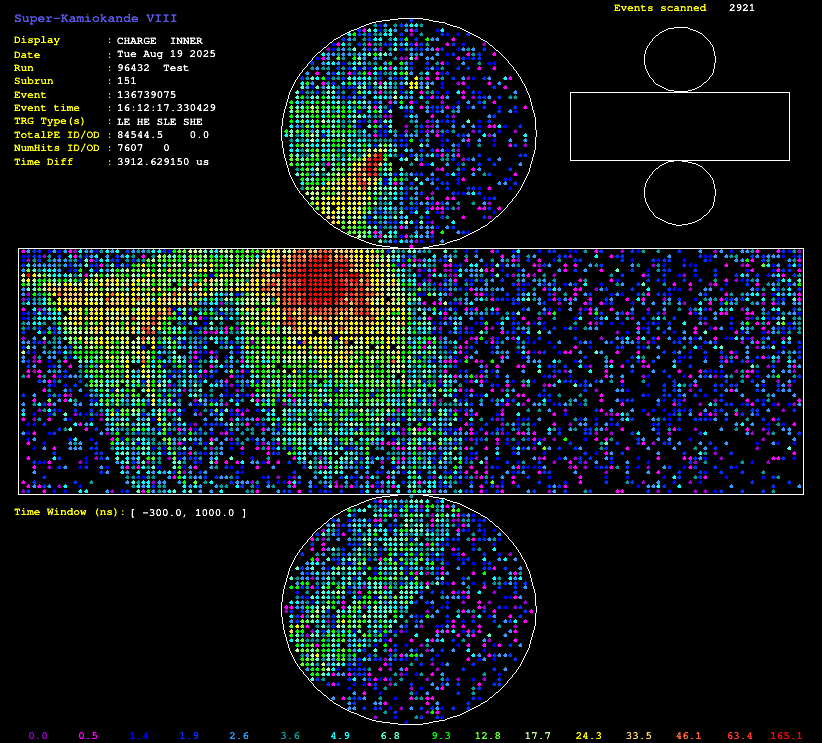 Super-Kamiokande VIII
Events scanned 2921
Display : CHARGE INNER
Date : Tue Aug 19 2025
Run : 96432 Test
Subrun : 151
Event : 136739075
Event time : 16:12:17.330429
TRG Type(s) : LE HE SLE SHE
TotalPE ID/OD : 84544.5 0.0
NumHits ID/OD : 7607 0
Time Diff : 3912.629150 us
Time Window (ns): [ -300.0, 1000.0 ]
0.0 0.5 1.4 1.9 2.6 3.6 4.9 6.8 9.3 12.8 17.7 24.3 33.5 46.1 63.4 165.1